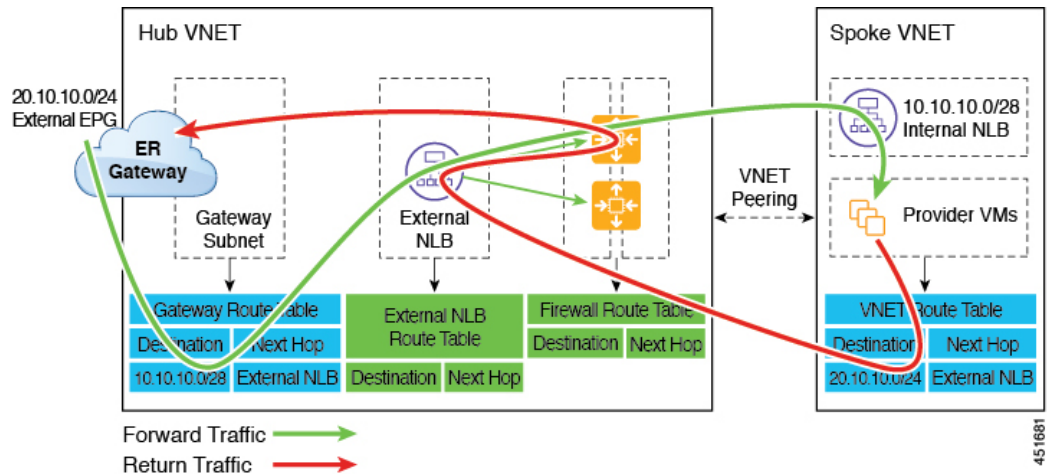 Hub VNET
Spoke VNET
20.10.10.0/24
External EPG
ER
Gateway
Gateway
Subnet
External
NLB
VNET
Peering
10.10.10.0/28
Internal NLB
Provider VMs
Gateway Route Table
Destination
Next Hop
10.10.10.0/28
External NLB
External NLB
Route Table
Destination
Next Hop
Firewall Route Table
Destination
Next Hop
VNET Route Table
Destination
Next Hop
20.10.10.0/24
External NLB
Forward Traffic
Return Traffic
451681